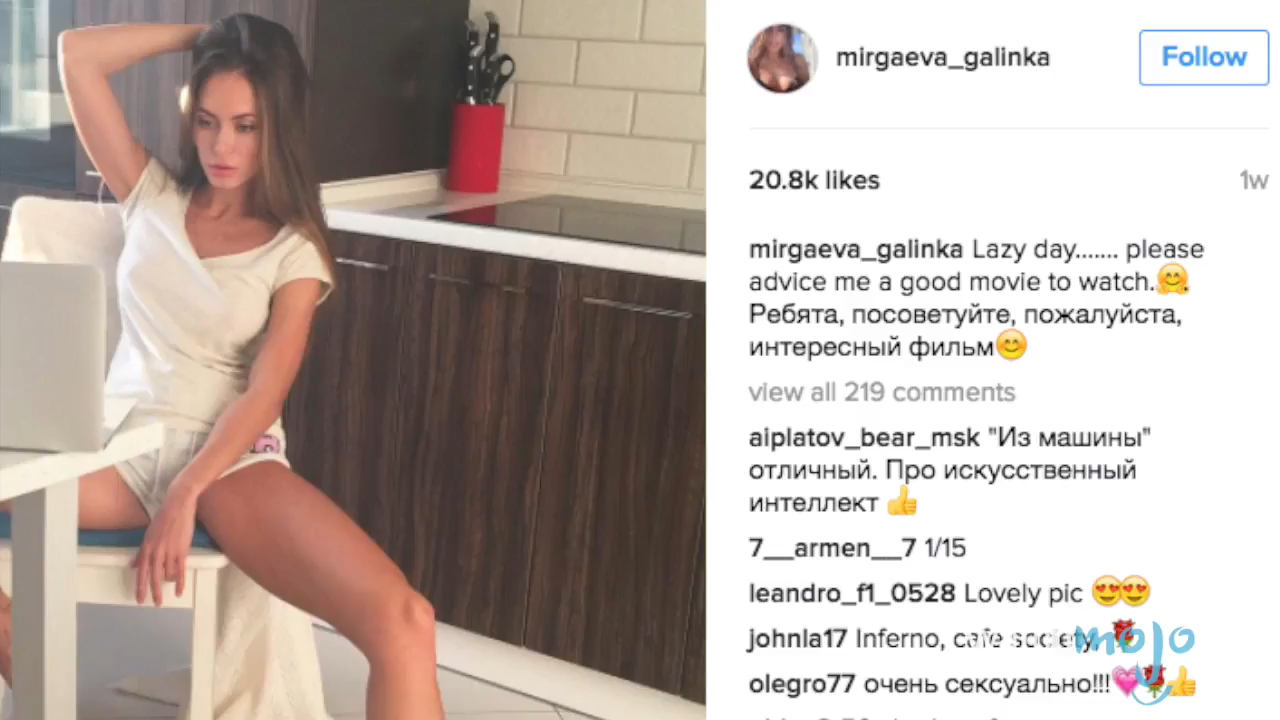 mirgaeva_galinka
Follow
20.8k likes
1w
mirgaeva_galinka Lazy day....... please
advice me a good movie to watch.🤗
Ребята, посоветуйте, пожалуйста,
интересный фильм😊
view all 219 comments
aiplatov_bear_msk "Из машины"
отличный. Про искусственный
интеллект 👍
7__armen__7 1/15
leandro_f1_0528 Lovely pic 😍😍
johnla17 Inferno, cafe society, 🌹
mojo
olegro77 очень сексуально!!!💗🌹👍